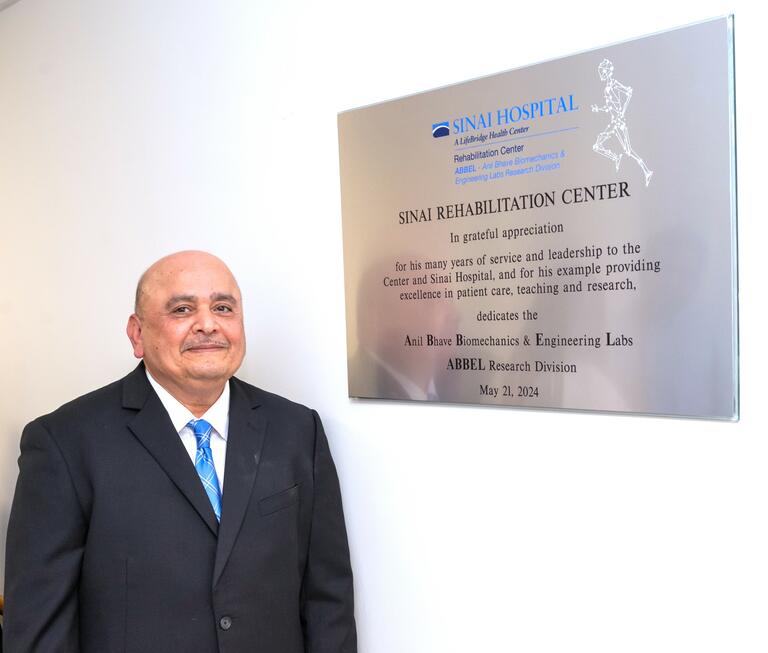 SINAI HOSPITAL
A LifeBridge Health Center
Rehabilitation Center
ABBEL - Ani Bhave Biomechanics &
Engineering Labs Research Division
SINAI REHABILITATION CENTER
In grateful appreciation
for his many years of service and leadership to the
Center and Sinai Hospital, and for his example providing
excellence in patient care, teaching and research,
dedicates the
Anil Bhave Biomechanics & Engineering Labs
ABBEL Research Division
May 21, 2024